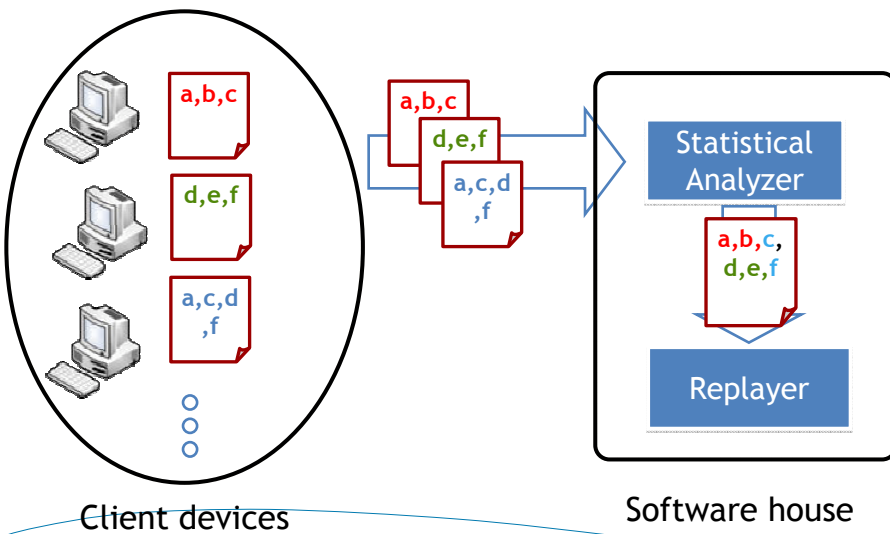 a,b,c
d,e,f
a,c,d
,f
Client devices
a,b,c
d,e,f
a,c,d
,f
Statistical
Analyzer
a,b,c,
d,e,f
Replayer
Software house